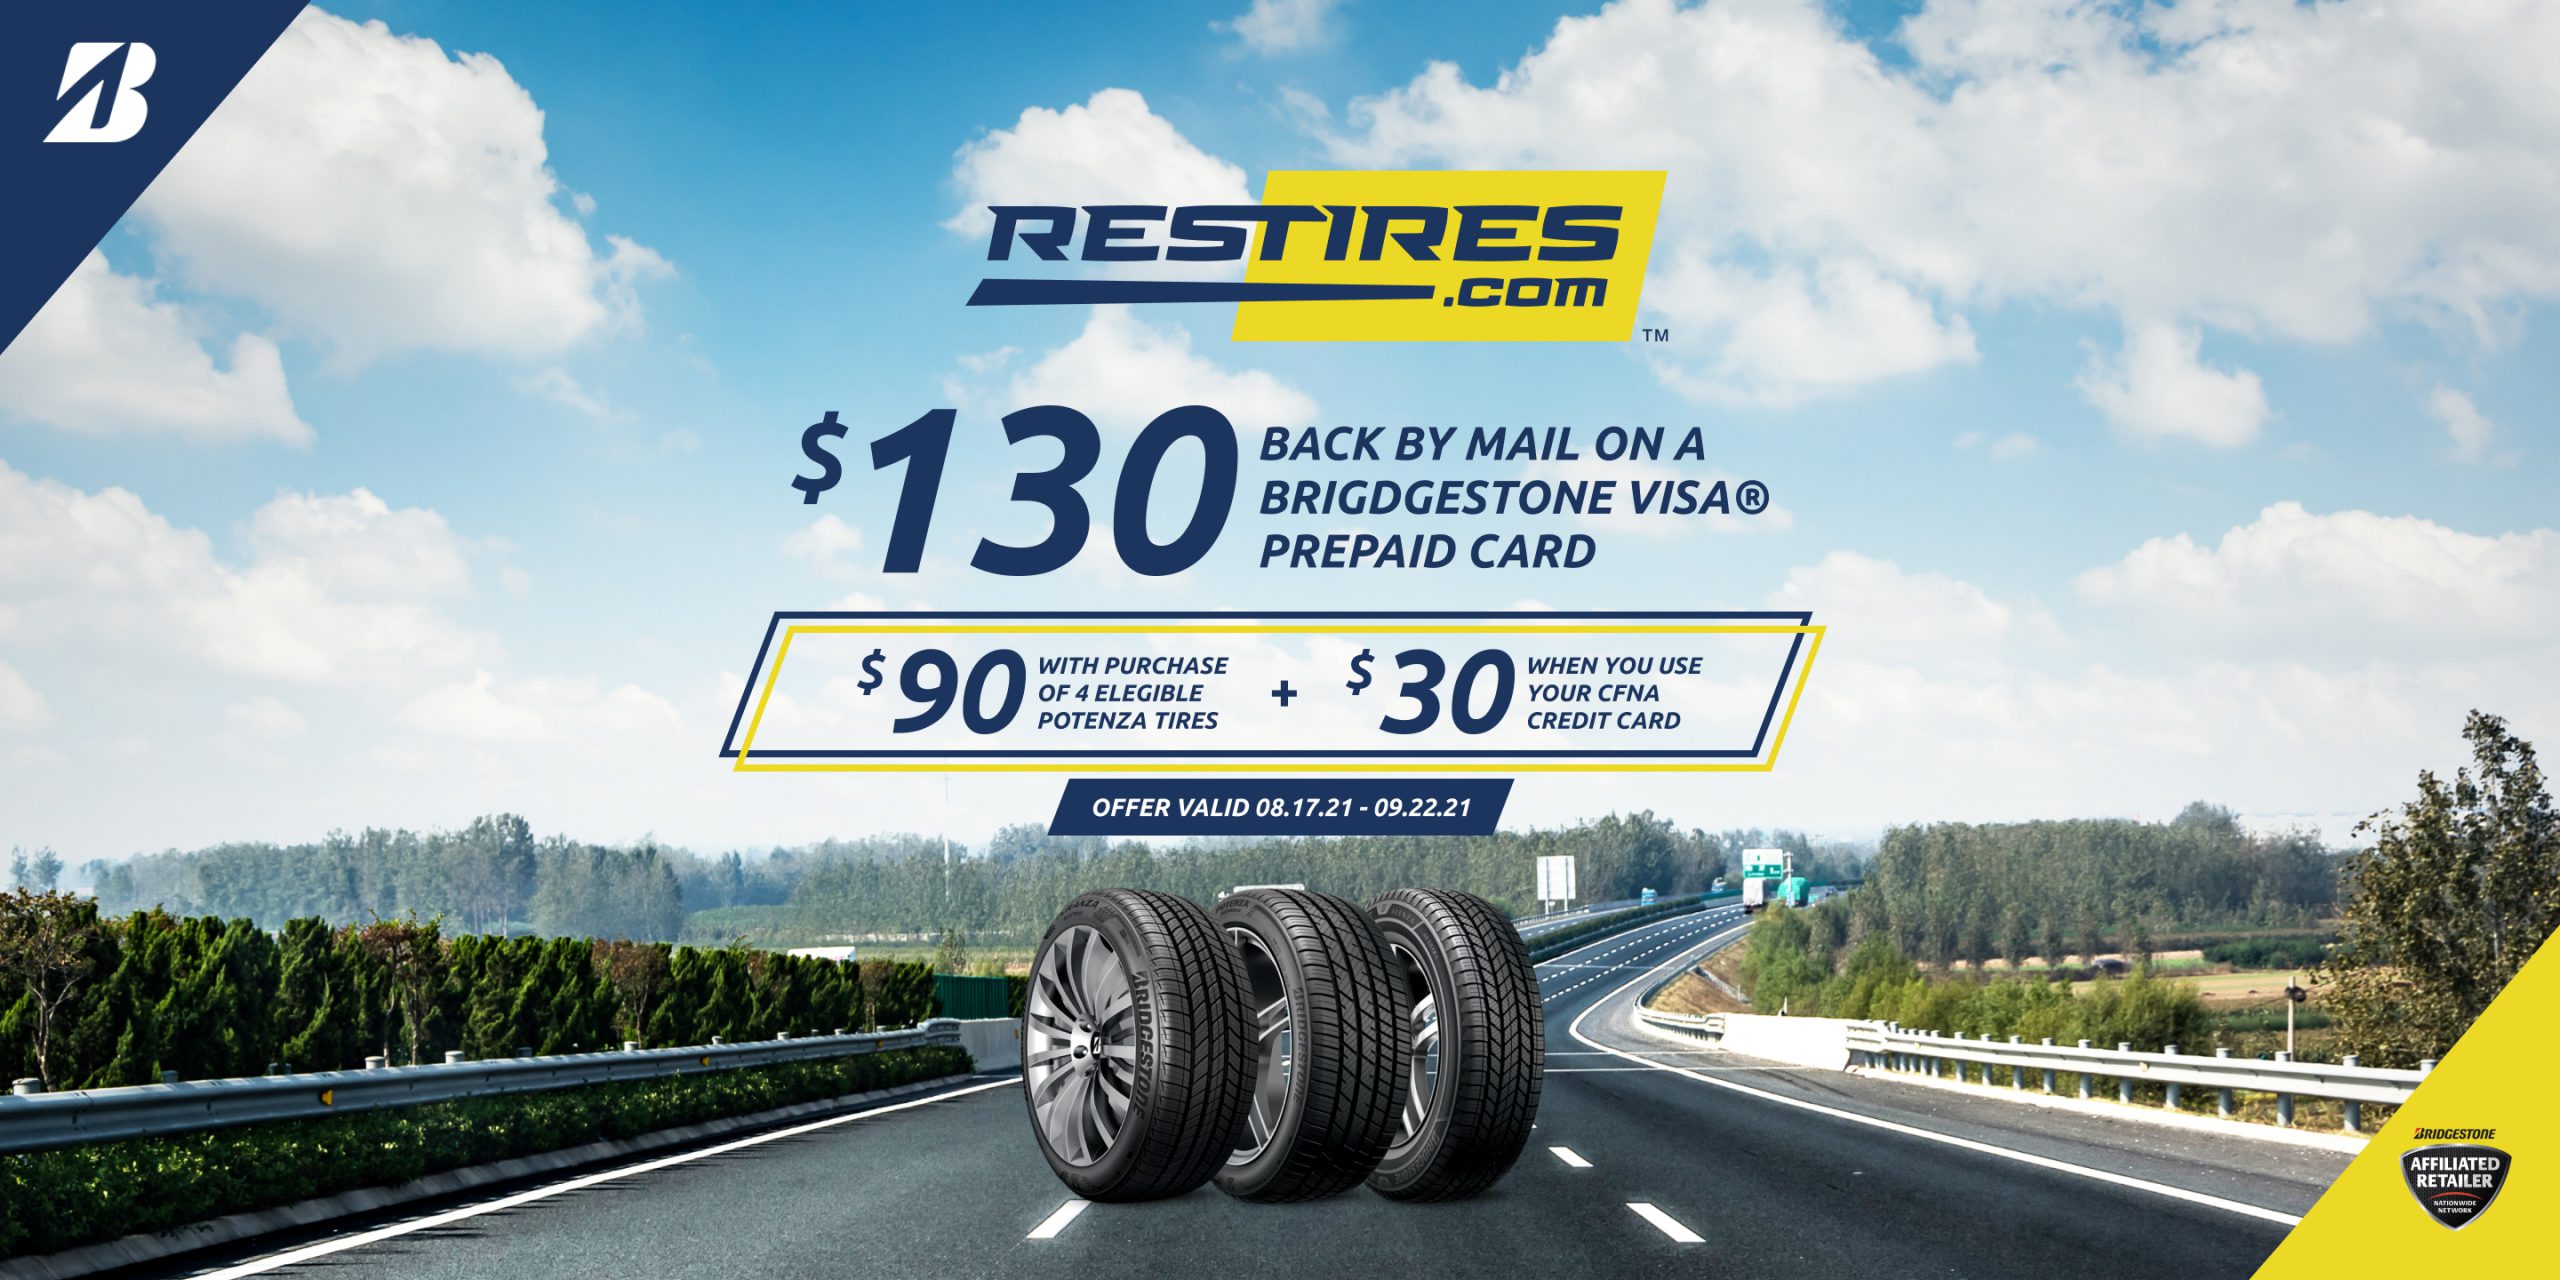 RESTIRES
.COM
TM
$130
BACK BY MAIL ON A
BRIGDGESTONE VISA®
PREPAID CARD
$90
WITH PURCHASE
OF 4 ELEGIBLE
POTENZA TIRES
+
$30
WHEN YOU USE
YOUR CFNA
CREDIT CARD
OFFER VALID 08.17.21 - 09.22.21
POTENZA
BRIDGESTONE
BRIDGESTONE
BRIDGESTONE
BRIDGESTONE
AFFILIATED
RETAILER
NATIONWIDE
NETWORK